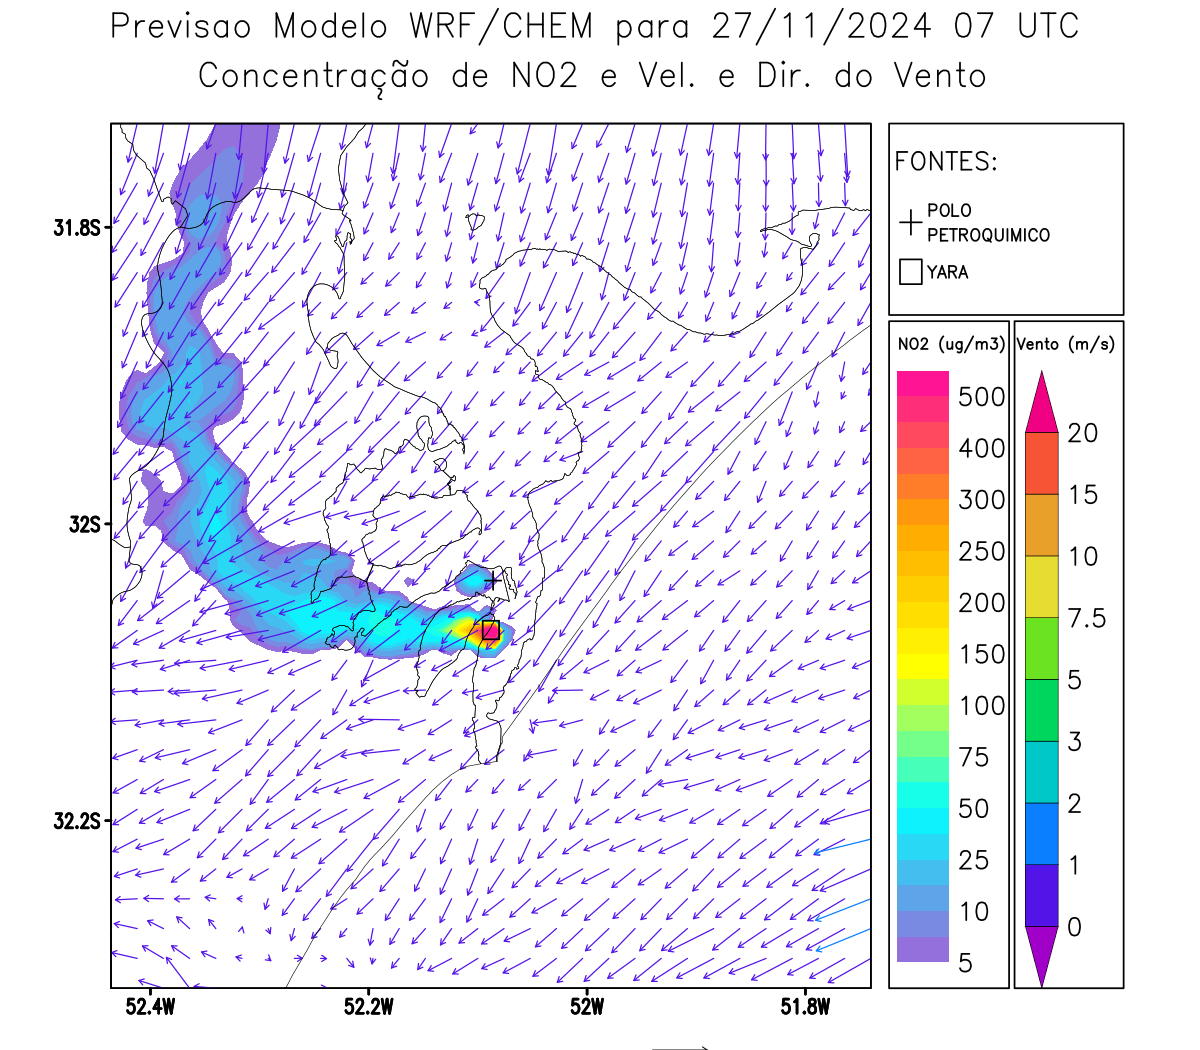 Previsao Modelo WRF/CHEM para 27/11/2024 07 UTC
Concentração de NO2 e Vel. e Dir. do Vento
FONTES:
POLO
PETROQUIMICO
YARA
NO2 (ug/m3)
500
400
300
250
200
150
100
75
50
25
10
5
Vento (m/s)
20
15
10
7.5
5
3
2
1
0
31.8S
32S
32.2S
52.4W
52.2W
52W
51.8W